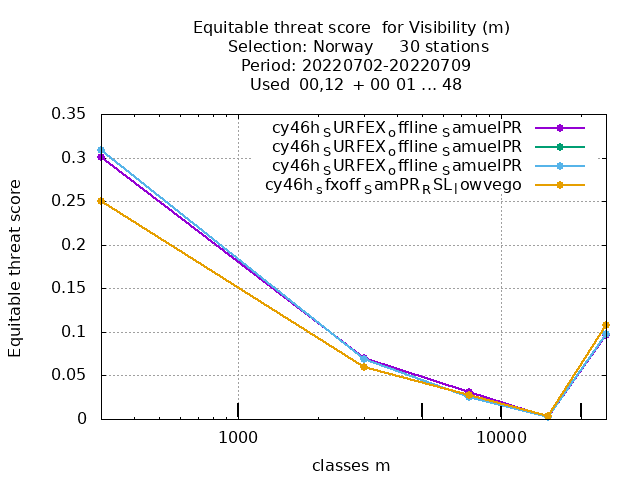 Equitable threat score for Visibility (m)
Selection: Norway 30 stations
Period: 20220702-20220709
Used 00,12 + 00 01 ... 48
cy46h_SURFEX_offline_SamuelPR
cy46h_SURFEX_offline_SamuelPR
cy46h_SURFEX_offline_SamuelPR
cy46h_sfxoff_SamPR_RSL_lowvego
Equitable threat score
0.35
0.3
0.25
0.2
0.15
0.1
0.05
0
1000 10000
classes m